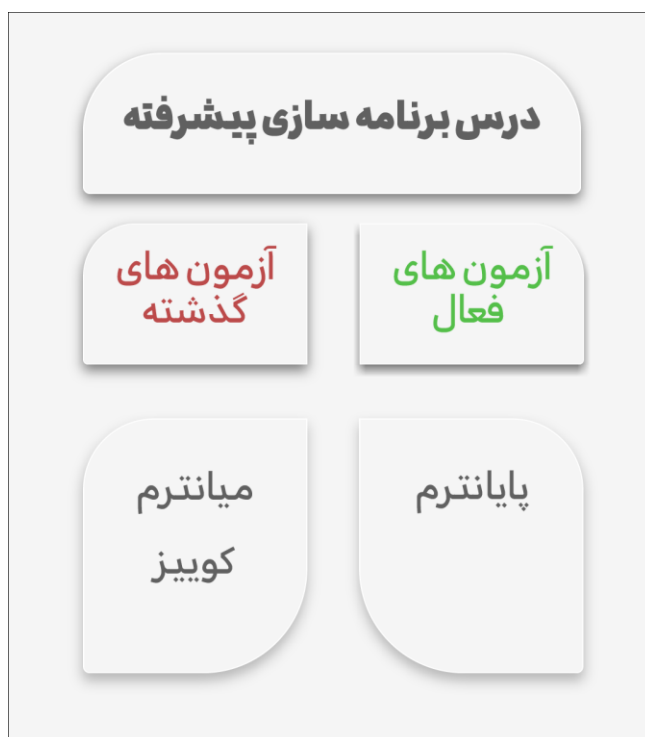 درس برنامه سازی پیشرفته
آزمون های
فعال
آزمون های
گذشته
پایانترم
میانترم
کوییز